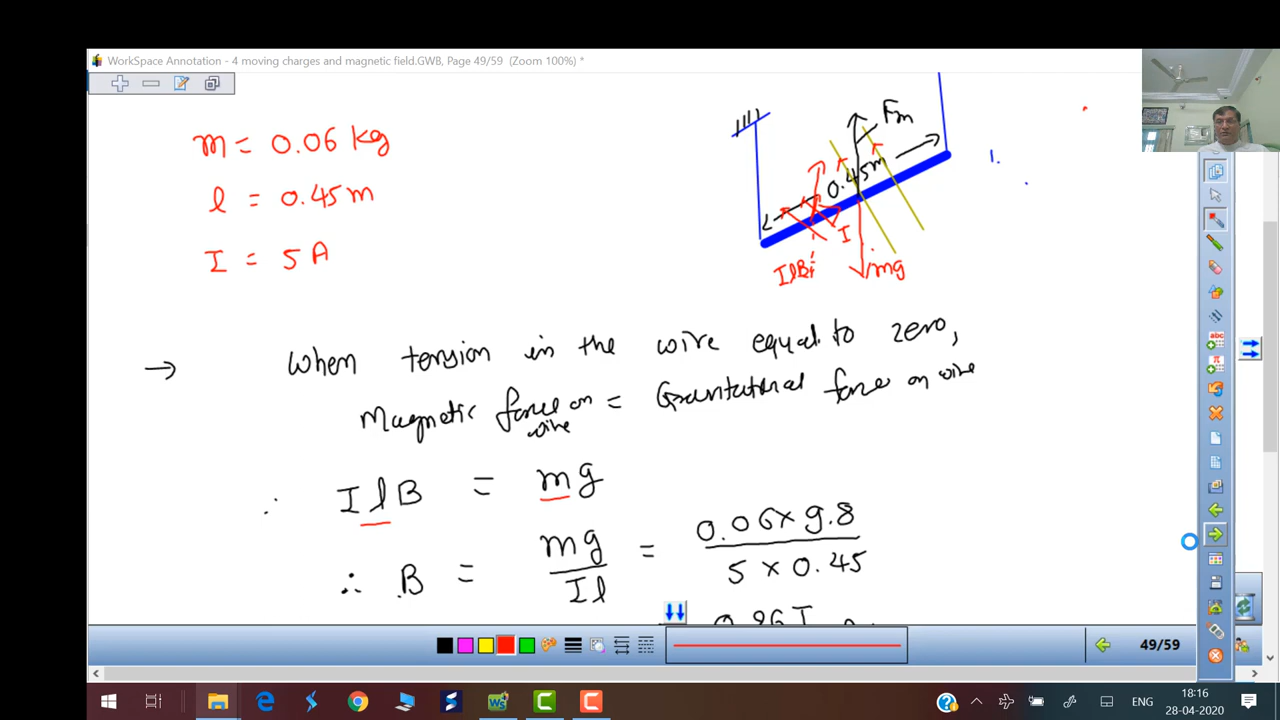 WorkSpace Annotation - 4 moving charges and magnetic field.GWB, Page 49/59 (Zoom 100%) *
m = 0.06 kg
l = 0.45 m
I = 5 A
Fm
0.45m
I
IlB
mg
→ When tension in the wire equal to zero,
Magnetic force on wire = Gravitational force on wire
∴ IlB = mg
∴ B = mg / Il = 0.06 × 9.8 / 5 × 0.45
49/59
ENG
18:16
28-04-2020